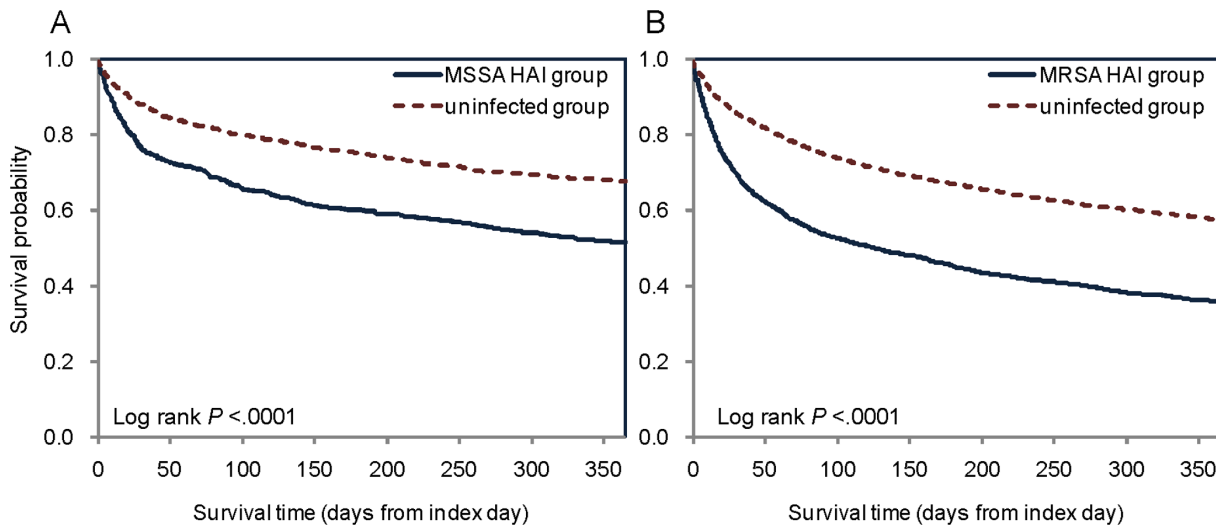 A
Survival probability
1.0
0.8
0.6
0.4
0.2
0.0
MSSA HAI group
uninfected group
Log rank P <.0001
0 50 100 150 200 250 300 350
Survival time (days from index day)
B
1.0
0.8
0.6
0.4
0.2
0.0
MRSA HAI group
uninfected group
Log rank P <.0001
0 50 100 150 200 250 300 350
Survival time (days from index day)